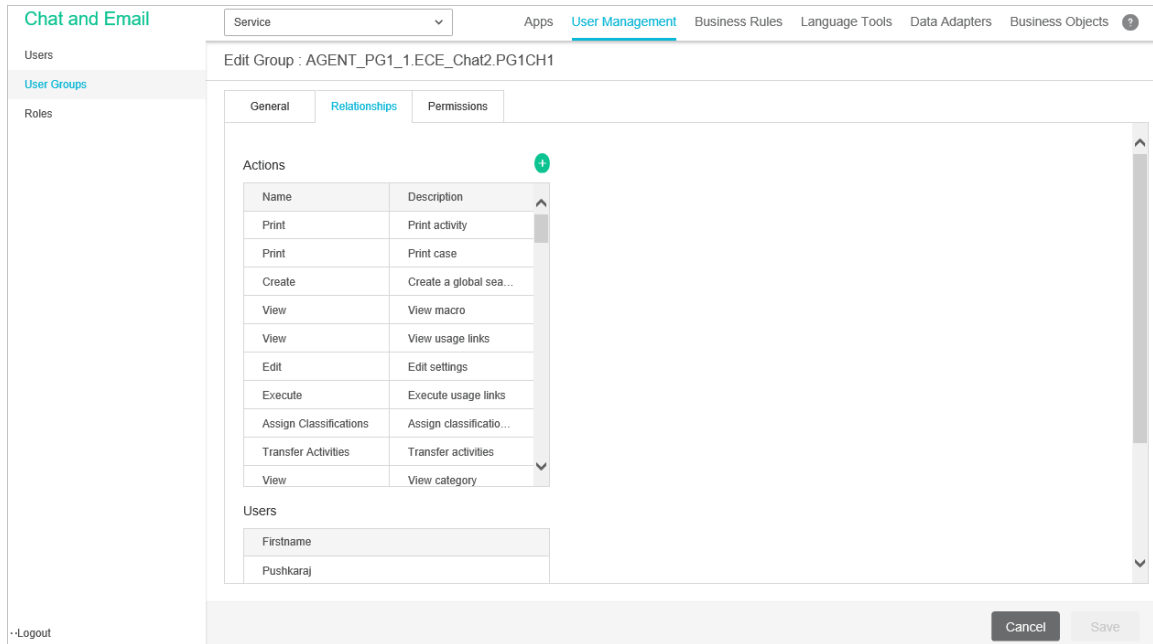 Chat and Email
Service
Apps User Management Business Rules Language Tools Data Adapters Business Objects ?
Users
User Groups
Roles
Edit Group : AGENT_PG1_1.ECE_Chat2.PG1CH1
General Relationships Permissions
Actions
Name Description
Print Print activity
Print Print case
Create Create a global sea...
View View macro
View View usage links
Edit Edit settings
Execute Execute usage links
Assign Classifications Assign classificatio...
Transfer Activities Transfer activities
View View category
Users
Firstname
Pushkaraj
Cancel Save
Logout